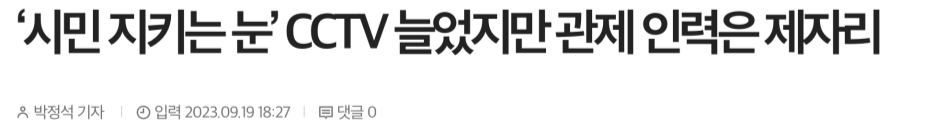 ‘시민 지키는 눈’ CCTV 늘었지만 관제 인력은 제자리
박정석 기자 입력 2023.09.19 18:27 댓글 0